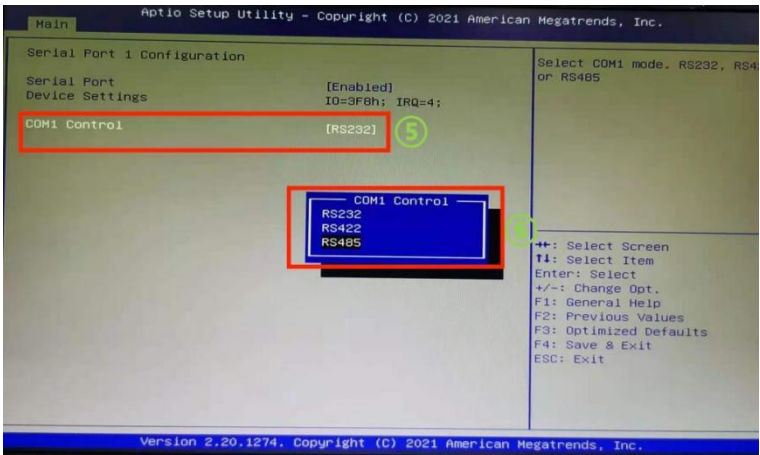 Aptio Setup Utility - Copyright (C) 2021 American Megatrends, Inc.
Main
Serial Port 1 Configuration
Serial Port [Enabled]
Device Settings IO=3F8h; IRQ=4;
COM1 Control [RS232]
⑤
COM1 Control
RS232
RS422
RS485
⑥
Select COM1 mode. RS232, RS42
or RS485
→←: Select Screen
↑↓: Select Item
Enter: Select
+/-: Change Opt.
F1: General Help
F2: Previous Values
F3: Optimized Defaults
F4: Save & Exit
ESC: Exit
Version 2.20.1274. Copyright (C) 2021 American Megatrends, Inc.